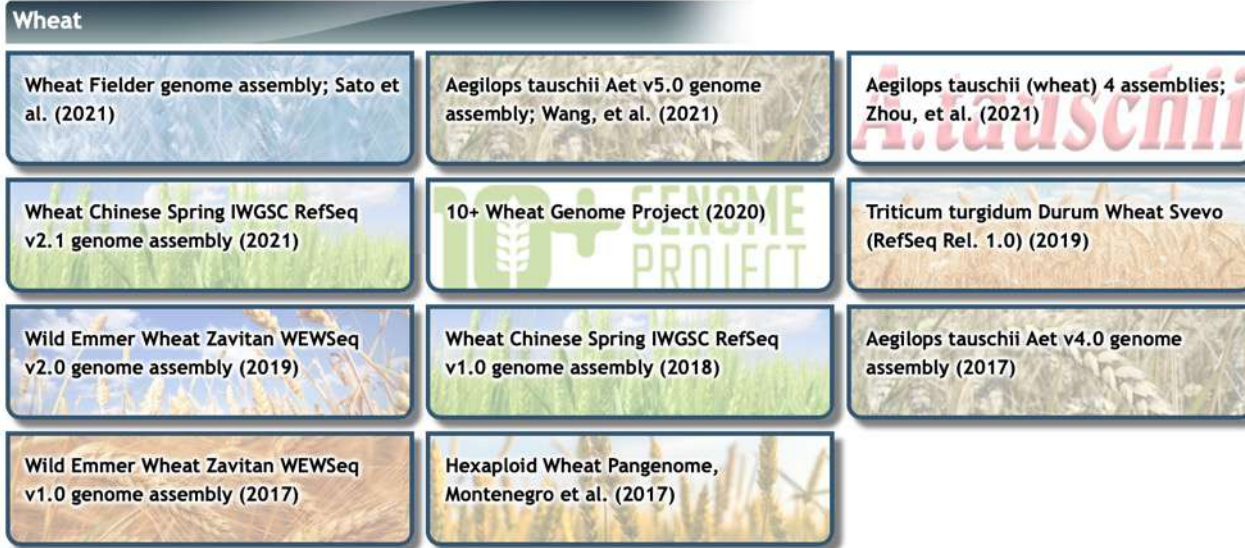 Wheat
Wheat Fielder genome assembly; Sato et
al. (2021)
Aegilops tauschii Aet v5.0 genome
assembly; Wang, et al. (2021)
Aegilops tauschii (wheat) 4 assemblies;
Zhou, et al. (2021)
A.tauschii
Wheat Chinese Spring IWGSC RefSeq
v2.1 genome assembly (2021)
10+ Wheat Genome Project (2020)
10+ GENOME
PROJECT
Triticum turgidum Durum Wheat Svevo
(RefSeq Rel. 1.0) (2019)
Wild Emmer Wheat Zavitan WEWSeq
v2.0 genome assembly (2019)
Wheat Chinese Spring IWGSC RefSeq
v1.0 genome assembly (2018)
Aegilops tauschii Aet v4.0 genome
assembly (2017)
Wild Emmer Wheat Zavitan WEWSeq
v1.0 genome assembly (2017)
Hexaploid Wheat Pangenome,
Montenegro et al. (2017)